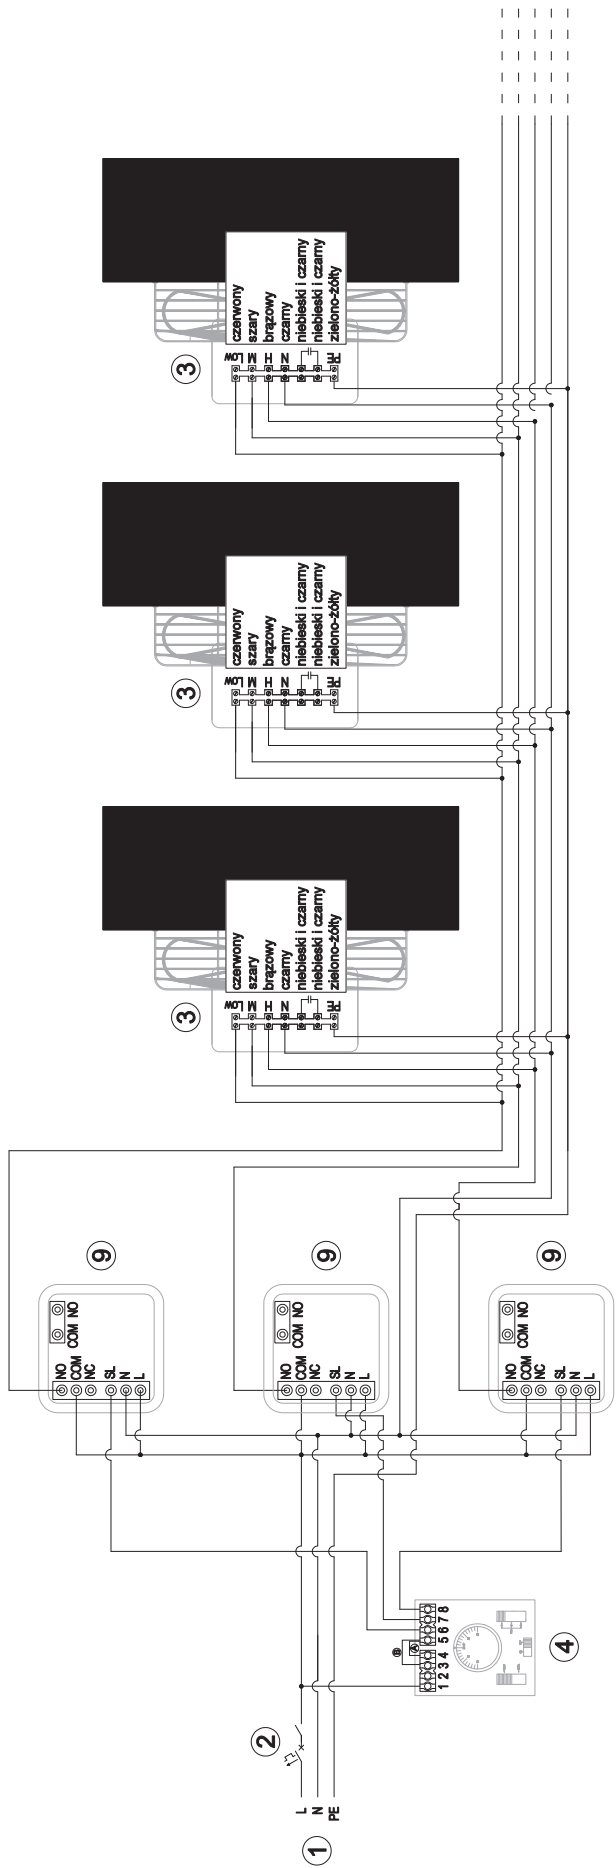 czerwony
szary
brązowy
czarny
niebieski i czarny
niebieski i czarny
zielono-żółty
LOW
M
H
N
PE
3
czerwony
szary
brązowy
czarny
niebieski i czarny
niebieski i czarny
zielono-żółty
LOW
M
H
N
PE
3
czerwony
szary
brązowy
czarny
niebieski i czarny
niebieski i czarny
zielono-żółty
LOW
M
H
N
PE
3
9
COM NO
NO
COM
NC
SL
N
L
9
COM NO
NO
COM
NC
SL
N
L
9
COM NO
NO
COM
NC
SL
N
L
B
A
1 2 3 4 5 6 7 8
4
2
L
N
PE
1